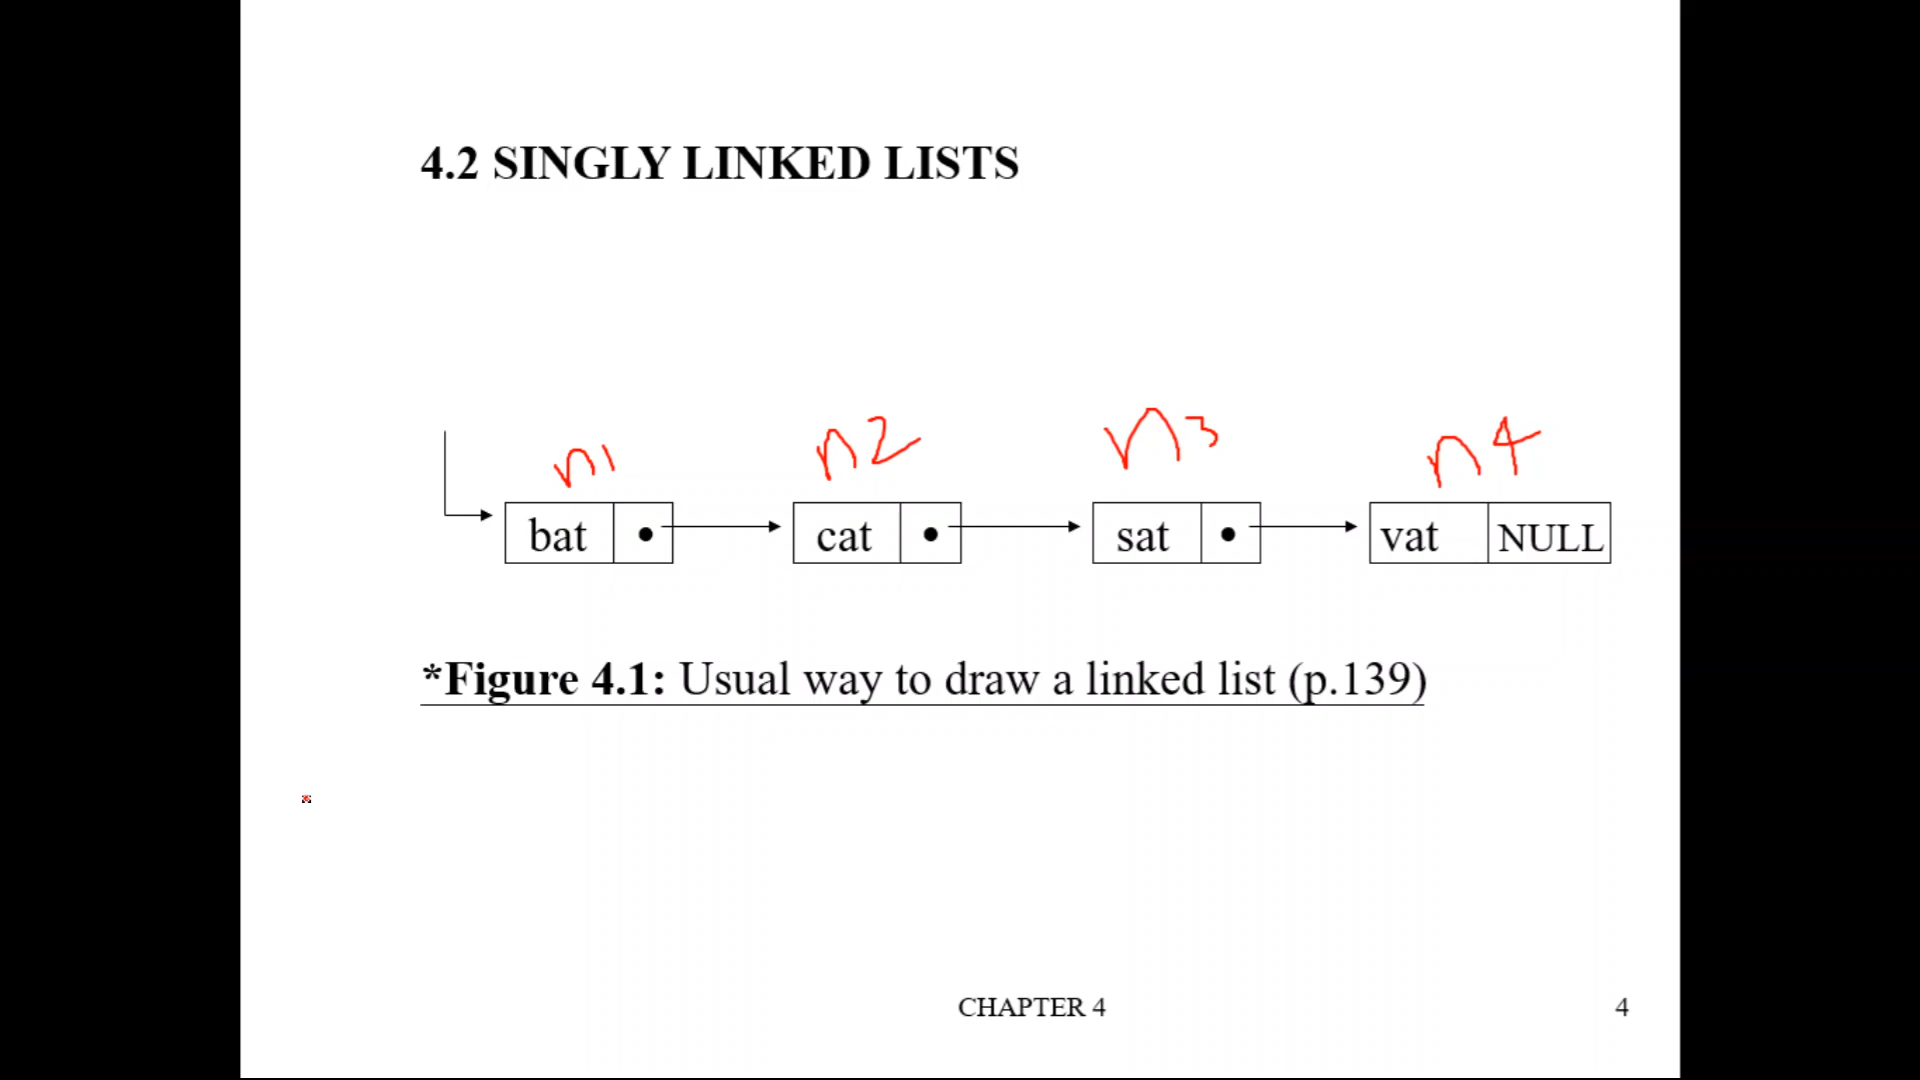 4.2 SINGLY LINKED LISTS
n1 n2 n3 n4
bat • cat • sat • vat NULL
*Figure 4.1: Usual way to draw a linked list (p.139)
CHAPTER 4 4